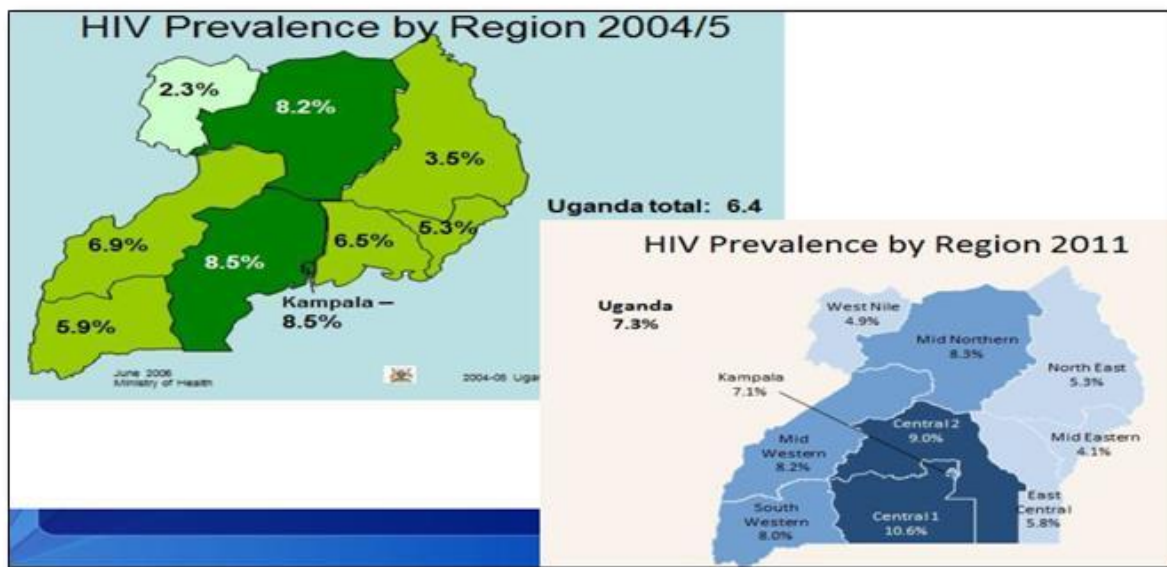 HIV Prevalence by Region 2004/5
2.3%
8.2%
3.5%
Uganda total: 6.4
6.9%
8.5%
6.5%
5.3%
Kampala –
8.5%
5.9%
June 2006
Ministry of Health
2004-05 Ugan
HIV Prevalence by Region 2011
Uganda
7.3%
West Nile
4.9%
Mid Northern
8.3%
North East
5.3%
Kampala
7.1%
Central 2
9.0%
Mid Eastern
4.1%
Mid
Western
8.2%
East
Central
5.8%
South
Western
8.0%
Central 1
10.6%